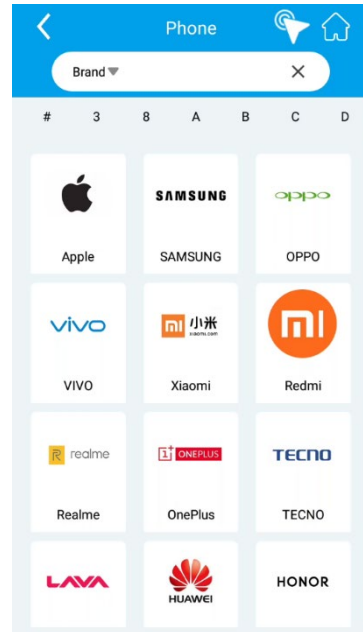 Phone
Brand
# 3 8 A B C D
SAMSUNG oppo
Apple SAMSUNG OPPO
vivo 小米 xiaomi.com
VIVO Xiaomi Redmi
R realme 1+ ONEPLUS TECNO
Realme OnePlus TECNO
LAVA HUAWEI HONOR